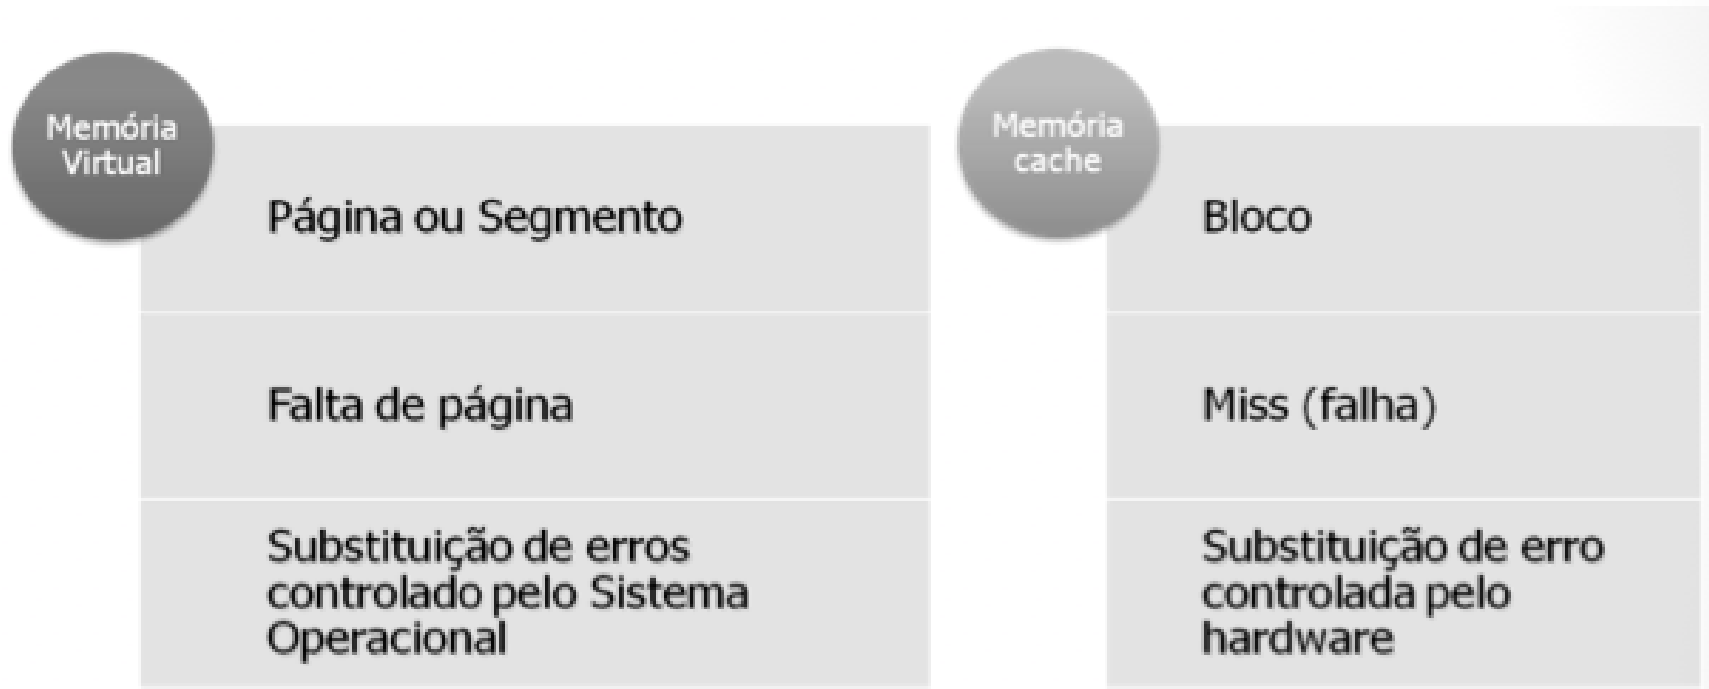 Memória
Virtual
Página ou Segmento
Falta de página
Substituição de erros
controlado pelo Sistema
Operacional
Memória
cache
Bloco
Miss (falha)
Substituição de erro
controlada pelo
hardware